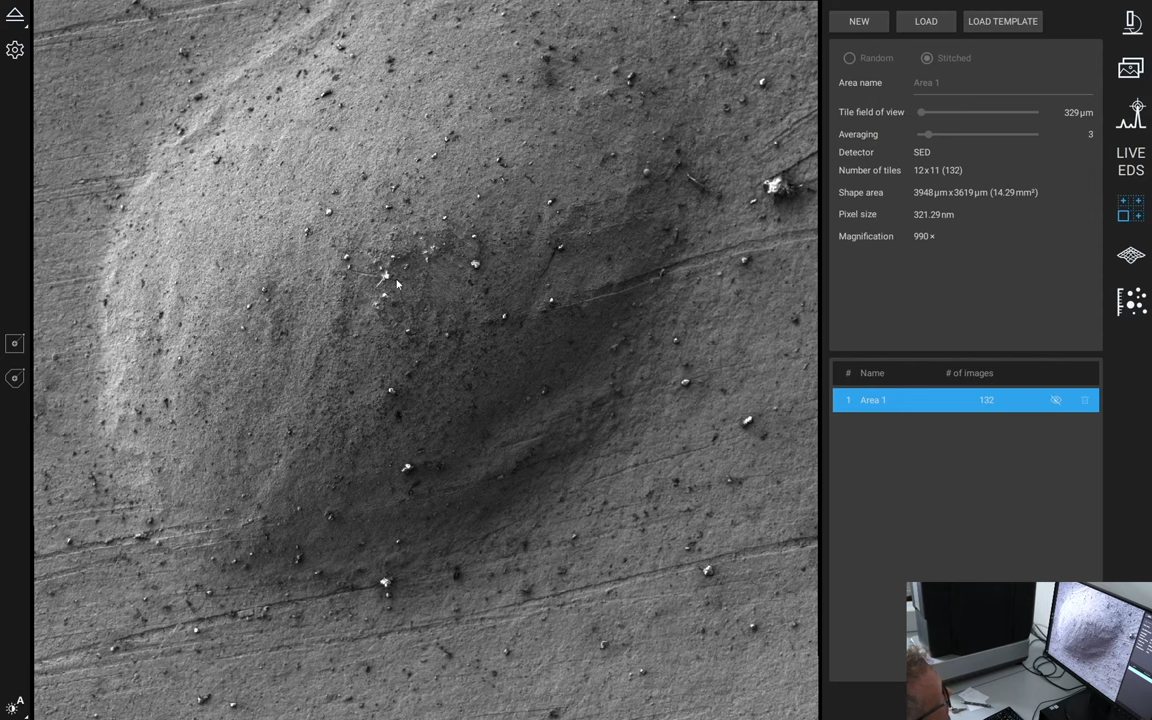 NEW LOAD LOAD TEMPLATE
Random Stitched
Area name Area 1
Tile field of view 329 µm
Averaging 3
Detector SED
Number of tiles 12 x 11 (132)
Shape area 3948 µm x 3619 µm (14.29 mm²)
Pixel size 321.29 nm
Magnification 990 ×
LIVE
EDS
# Name # of images
1 Area 1 132
A